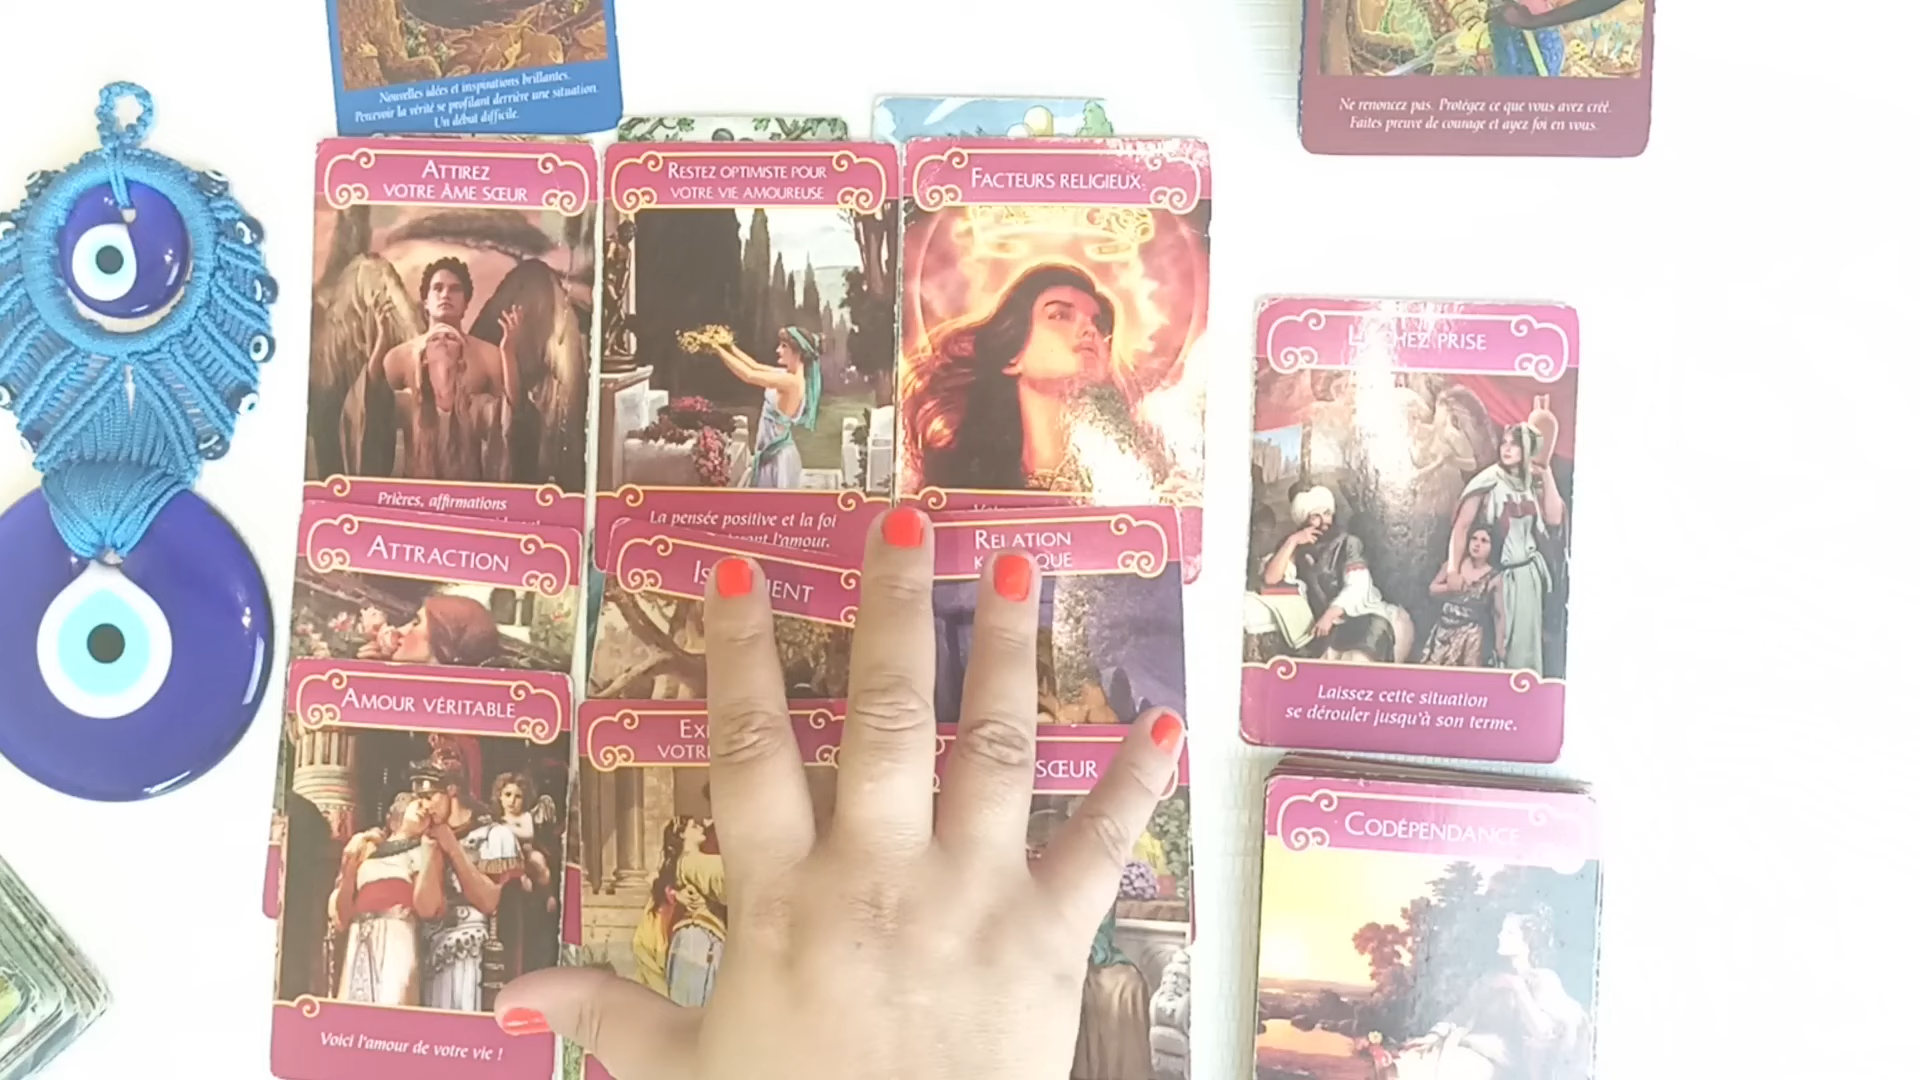 Nouvelles idées et inspirations brillantes.
Percevoir la vérité se profilant derrière une situation.
Un début difficile.
Ne renoncez pas. Protégez ce que vous avez créé.
Faites preuve de courage et ayez foi en vous.
ATTIREZ
VOTRE ÂME SŒUR
Prières, affirmations
RESTEZ OPTIMISTE POUR
VOTRE VIE AMOUREUSE
La pensée positive et la foi
l'amour.
FACTEURS RELIGIEUX
ATTRACTION
RELATION
AMOUR VÉRITABLE
Voici l'amour de votre vie !
SŒUR
PRISE
Laissez cette situation
se dérouler jusqu'à son terme.
CODÉPENDANCE